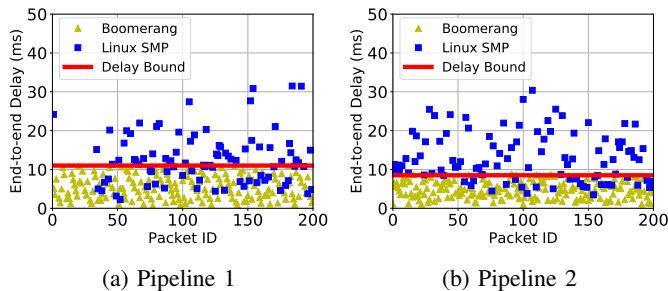 50
40
30
20
10
0
End-to-end Delay (ms)
Boomerang
Linux SMP
Delay Bound
0 50 100 150 200
Packet ID
(a) Pipeline 1
50
40
30
20
10
0
End-to-end Delay (ms)
Boomerang
Linux SMP
Delay Bound
0 50 100 150 200
Packet ID
(b) Pipeline 2